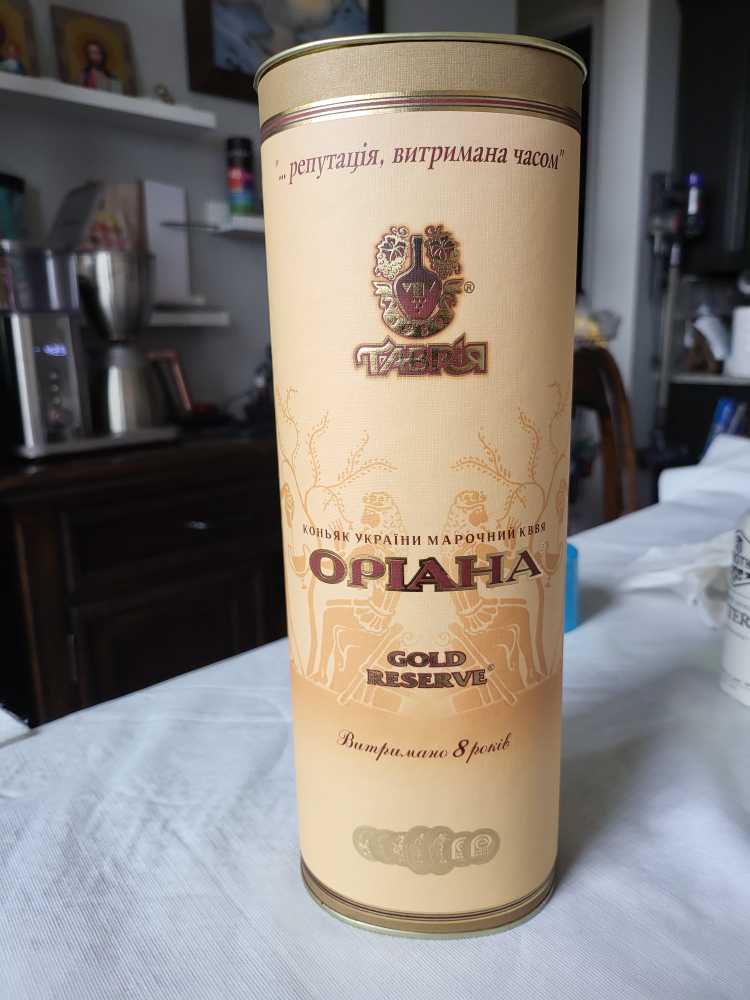 "... репутація, витримана часом"
®
ТАВРІЯ
КОНЬЯК УКРАЇНИ МАРОЧНИЙ КВВЯ
ОРІАНА
GOLD
RESERVE®
Витримано 8 років